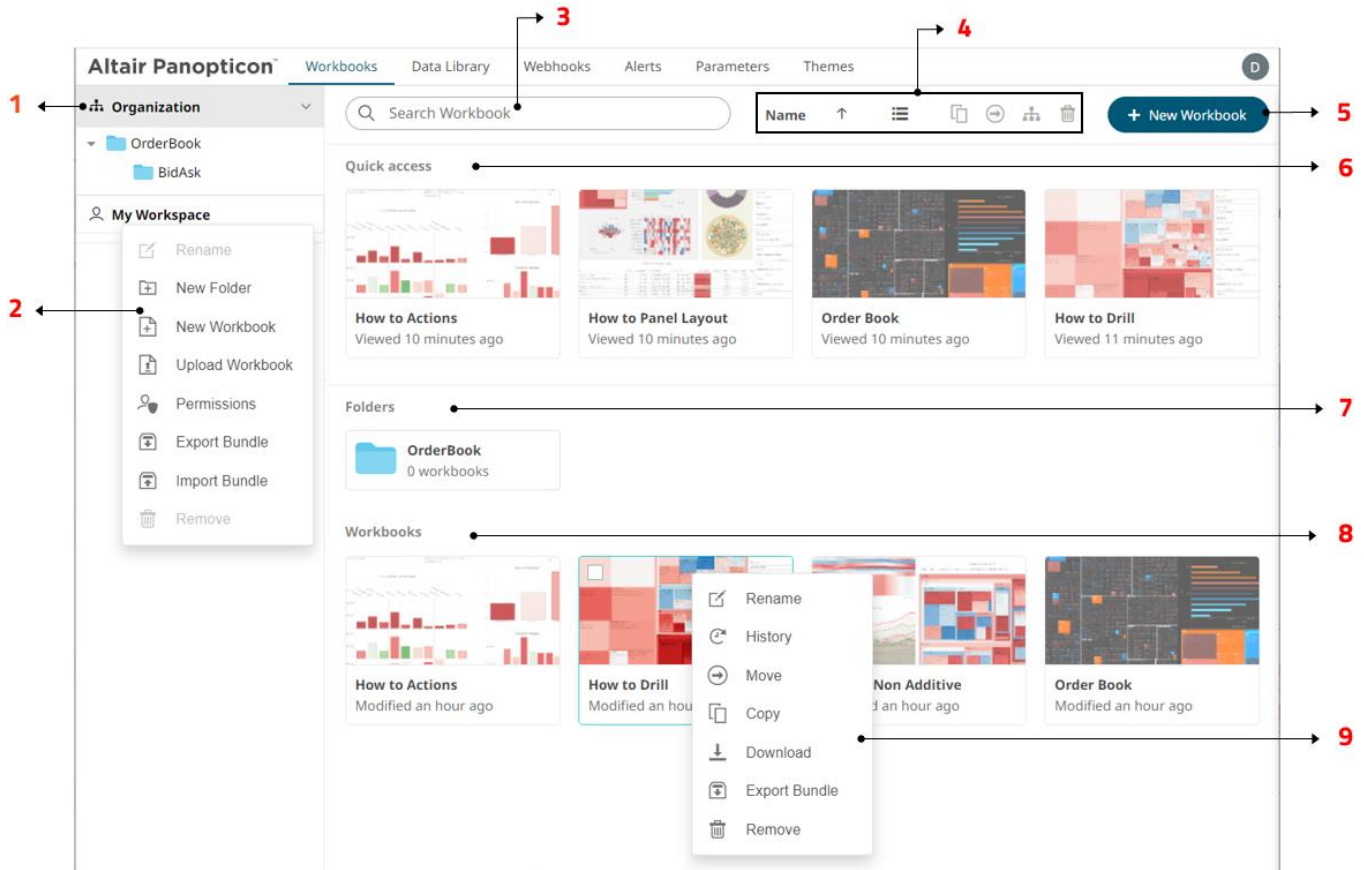 3
4
Altair Panopticon™ Workbooks Data Library Webhooks Alerts Parameters Themes D
1
Organization
Search Workbook
Name
+ New Workbook
5
OrderBook
BidAsk
Quick access
6
My Workspace
2
Rename
New Folder
New Workbook
Upload Workbook
Permissions
Export Bundle
Import Bundle
Remove
How to Actions
Viewed 10 minutes ago
How to Panel Layout
Viewed 10 minutes ago
Order Book
Viewed 10 minutes ago
How to Drill
Viewed 11 minutes ago
Folders
7
OrderBook
0 workbooks
Workbooks
8
How to Actions
Modified an hour ago
How to Drill
Modified an hou
Non Additive
d an hour ago
Order Book
Modified an hour ago
Rename
History
Move
Copy
Download
Export Bundle
Remove
9